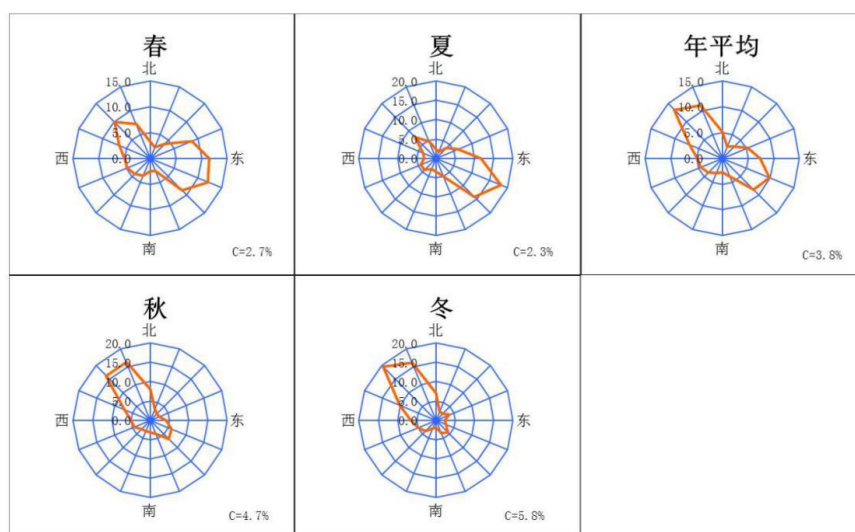 春
北
15.0
10.0
5.0
西
0.0
东
南
C=2.7%
夏
北
20.0
15.0
10.0
5.0
西
0.0
东
南
C=2.3%
年平均
北
15.0
10.0
5.0
西
0.0
东
南
C=3.8%
秋
北
20.0
15.0
10.0
5.0
西
0.0
东
南
C=4.7%
冬
北
20.0
15.0
10.0
5.0
西
0.0
东
南
C=5.8%